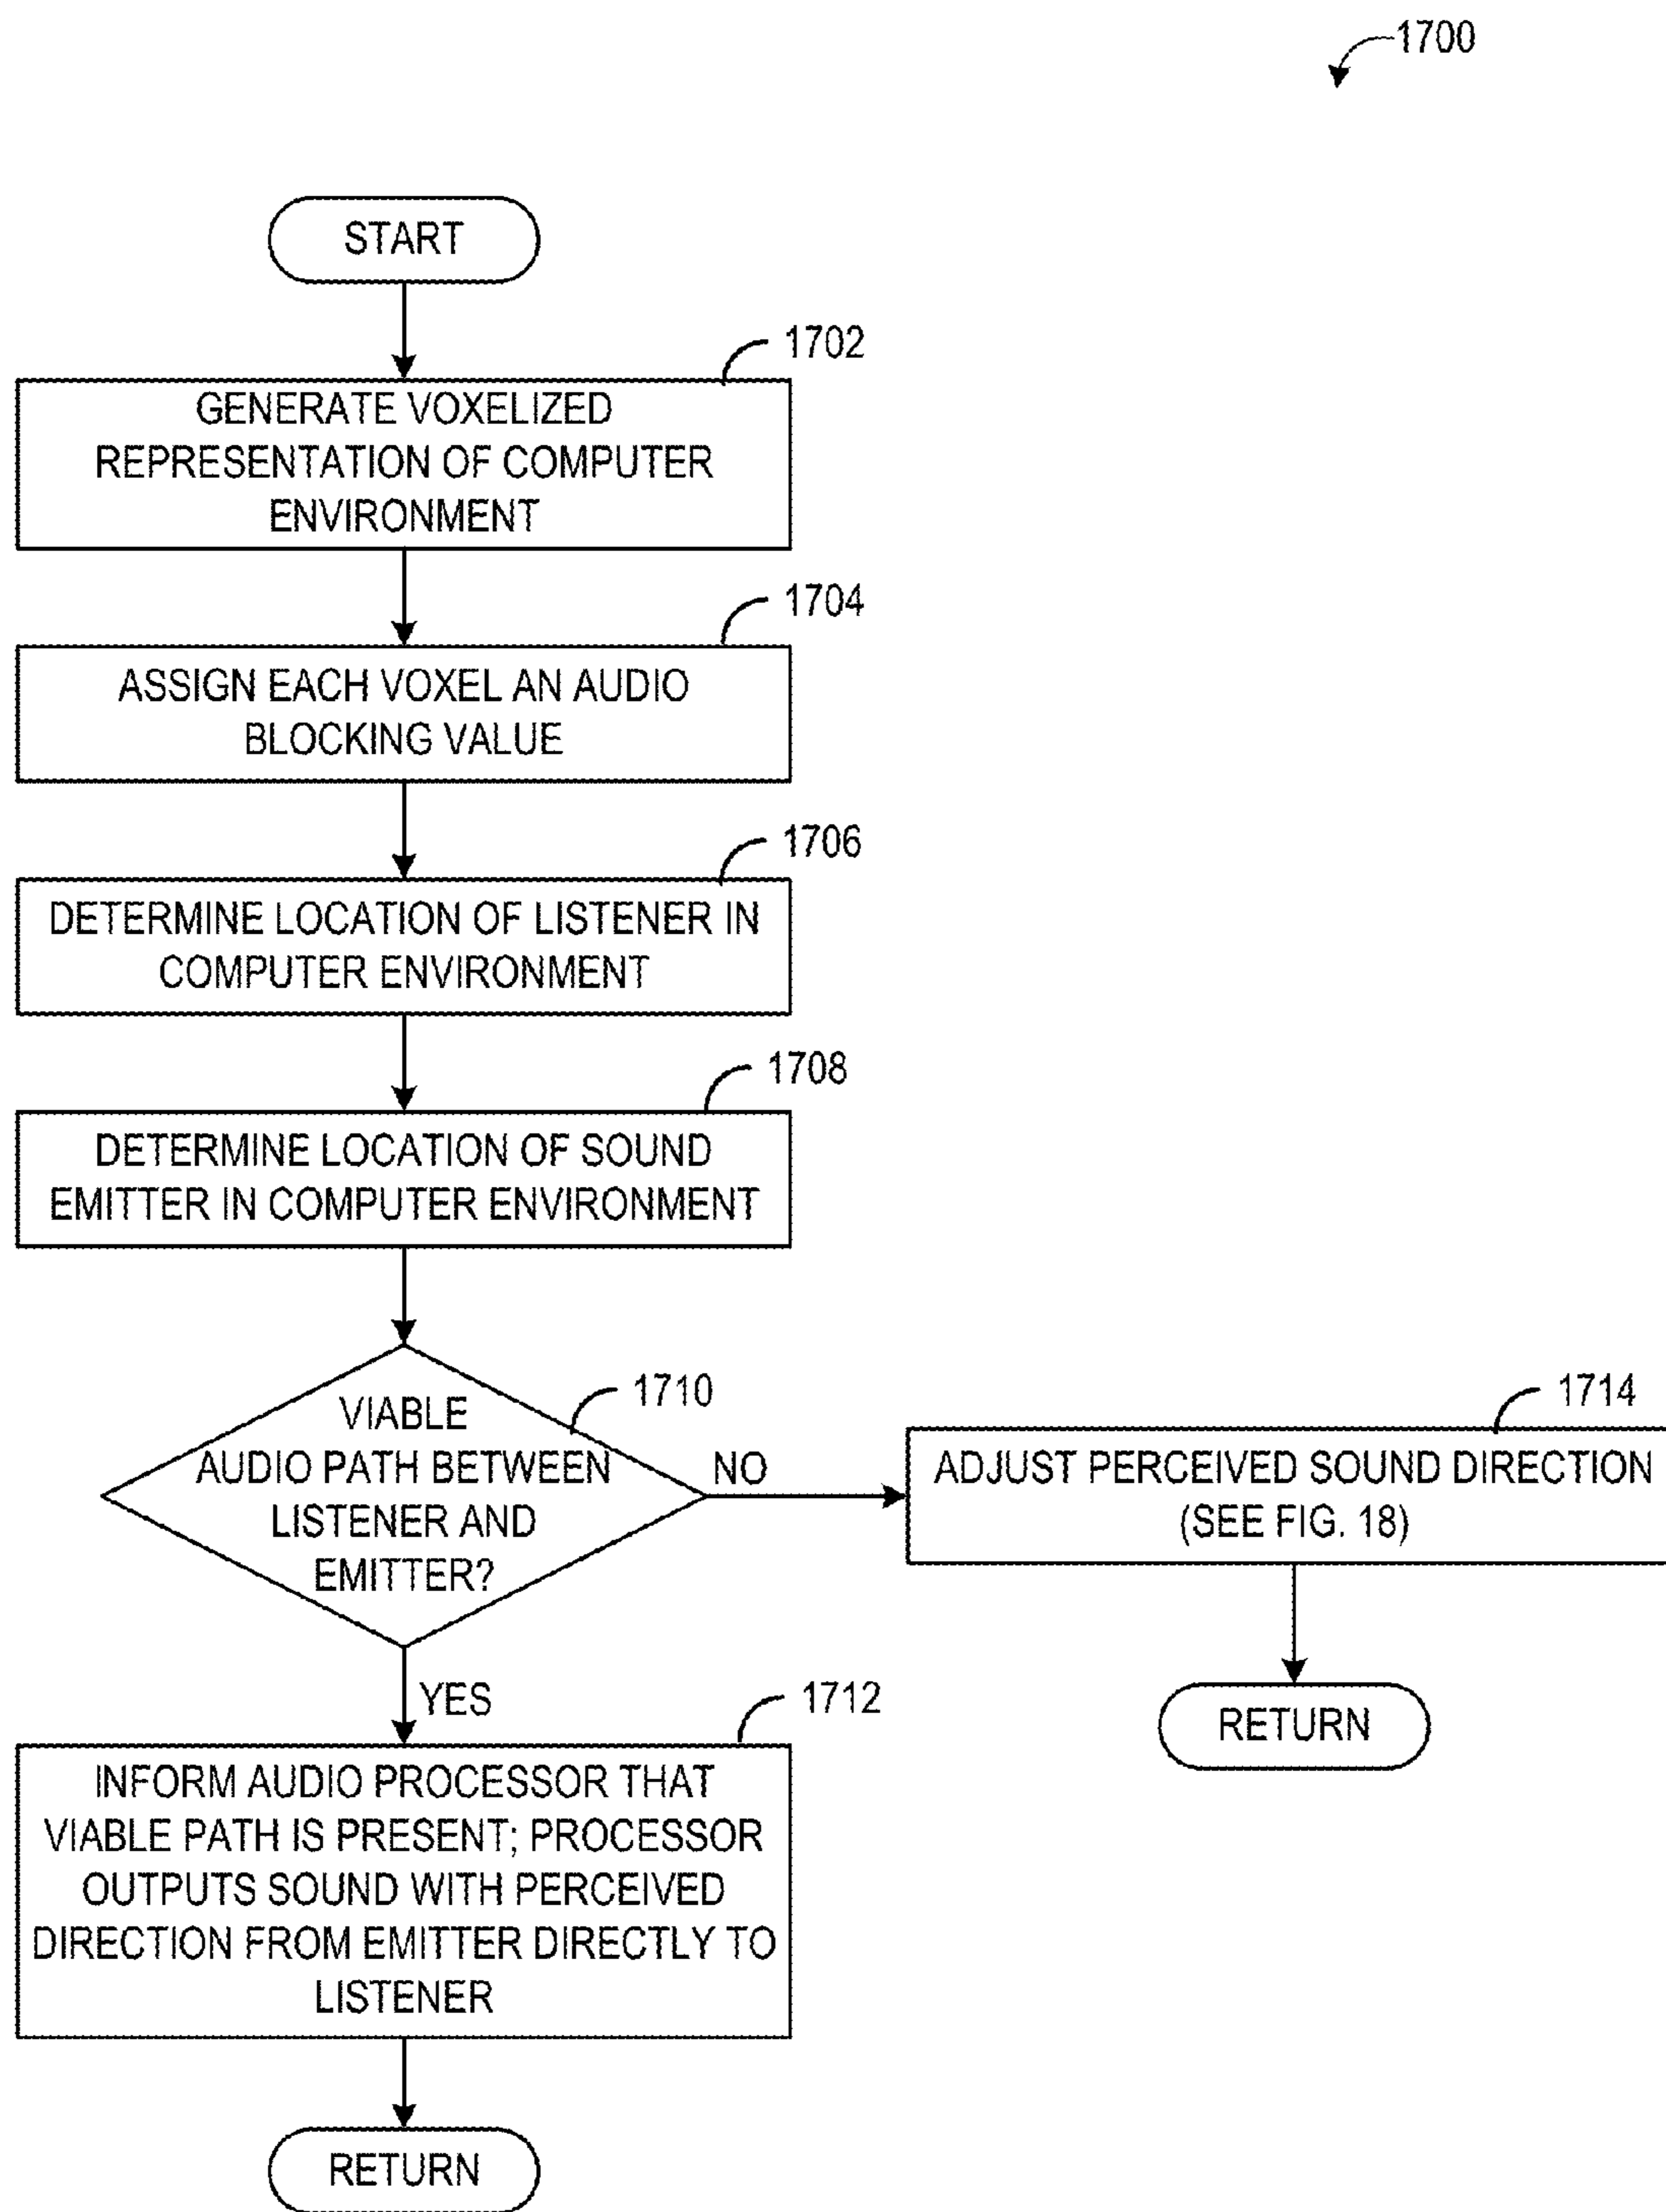 1700
START
1702
GENERATE VOXELIZED
REPRESENTATION OF COMPUTER
ENVIRONMENT
1704
ASSIGN EACH VOXEL AN AUDIO
BLOCKING VALUE
1706
DETERMINE LOCATION OF LISTENER IN
COMPUTER ENVIRONMENT
1708
DETERMINE LOCATION OF SOUND
EMITTER IN COMPUTER ENVIRONMENT
1710
VIABLE
AUDIO PATH BETWEEN
LISTENER AND
EMITTER?
NO
1714
ADJUST PERCEIVED SOUND DIRECTION
(SEE FIG. 18)
RETURN
YES
1712
INFORM AUDIO PROCESSOR THAT
VIABLE PATH IS PRESENT; PROCESSOR
OUTPUTS SOUND WITH PERCEIVED
DIRECTION FROM EMITTER DIRECTLY TO
LISTENER
RETURN